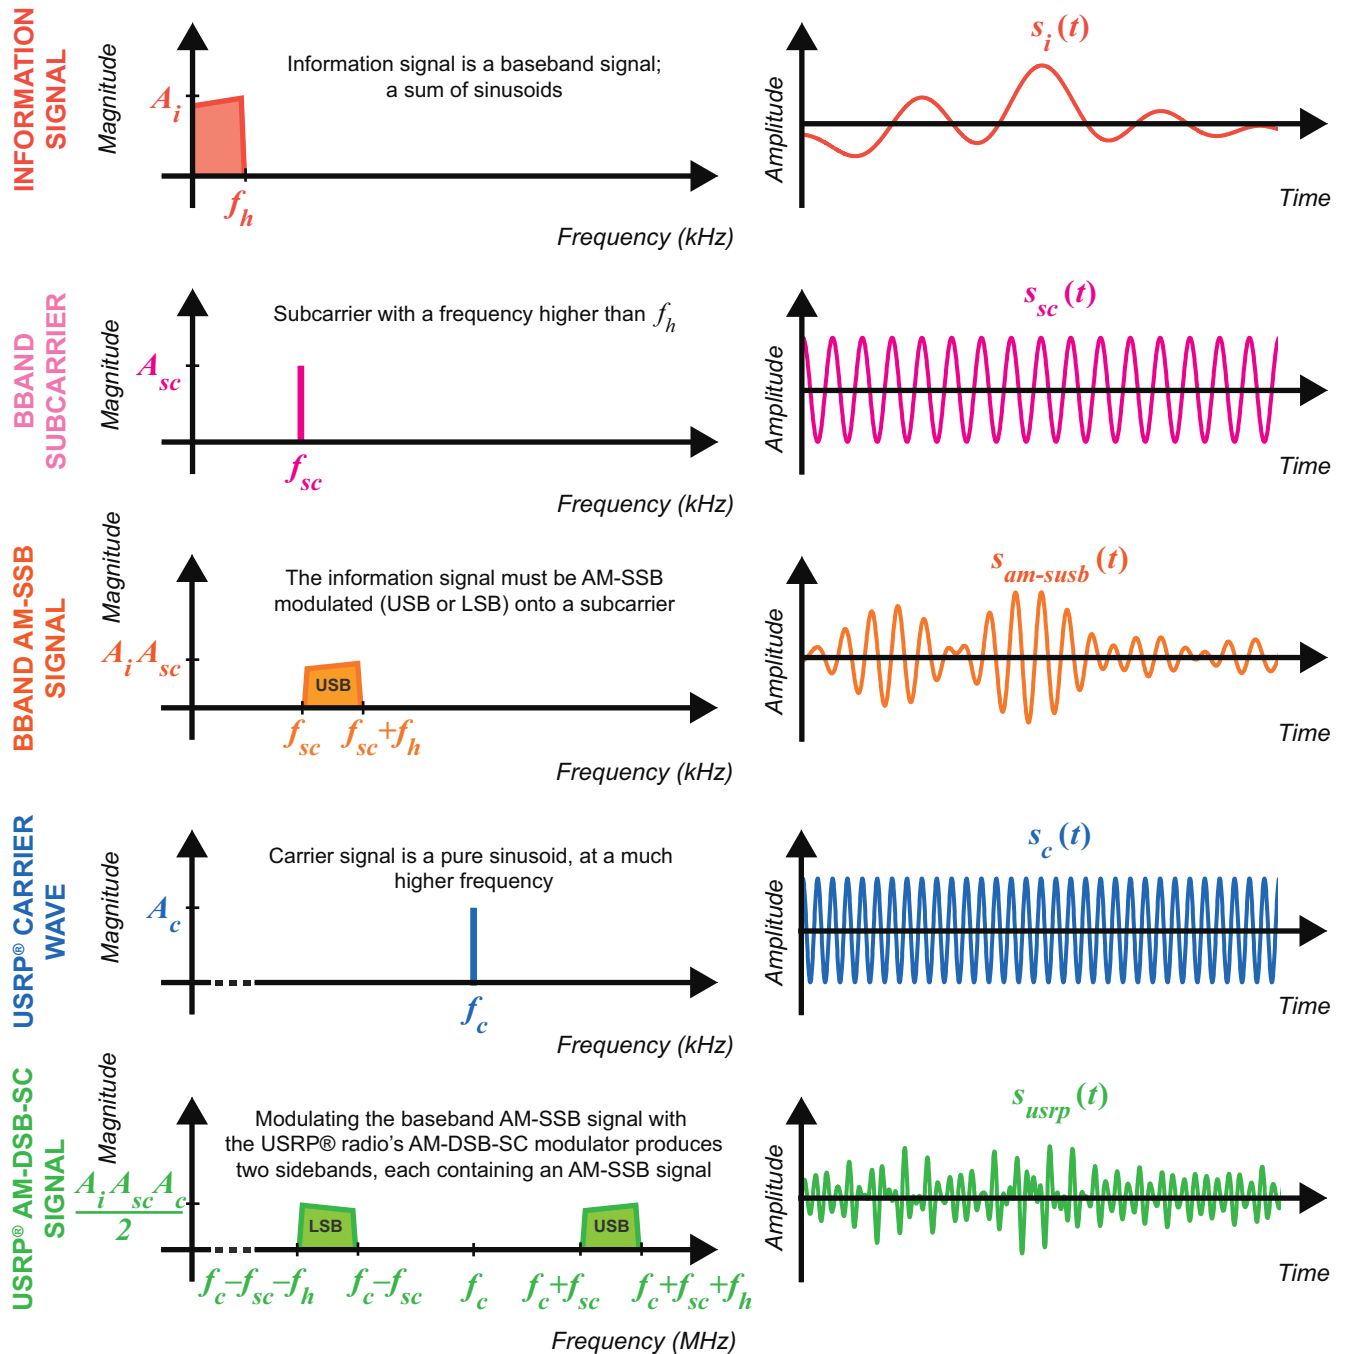 INFORMATION
SIGNAL
Magnitude
A_i
Information signal is a baseband signal;
a sum of sinusoids
f_h
Frequency (kHz)
s_i(t)
Amplitude
Time
BBAND
SUBCARRIER
Magnitude
A_sc
Subcarrier with a frequency higher than f_h
f_sc
Frequency (kHz)
s_sc(t)
Amplitude
Time
BBAND AM-SSB
SIGNAL
Magnitude
A_i A_sc
The information signal must be AM-SSB
modulated (USB or LSB) onto a subcarrier
USB
f_sc
f_sc+f_h
Frequency (kHz)
s_am-susb(t)
Amplitude
Time
USRP® CARRIER
WAVE
Magnitude
A_c
Carrier signal is a pure sinusoid, at a much
higher frequency
f_c
Frequency (kHz)
s_c(t)
Amplitude
Time
USRP® AM-DSB-SC
SIGNAL
Magnitude
A_i A_sc A_c
2
Modulating the baseband AM-SSB signal with
the USRP® radio's AM-DSB-SC modulator produces
two sidebands, each containing an AM-SSB signal
LSB
USB
f_c–f_sc–f_h
f_c–f_sc
f_c
f_c+f_sc
f_c+f_sc+f_h
Frequency (MHz)
s_usrp(t)
Amplitude
Time